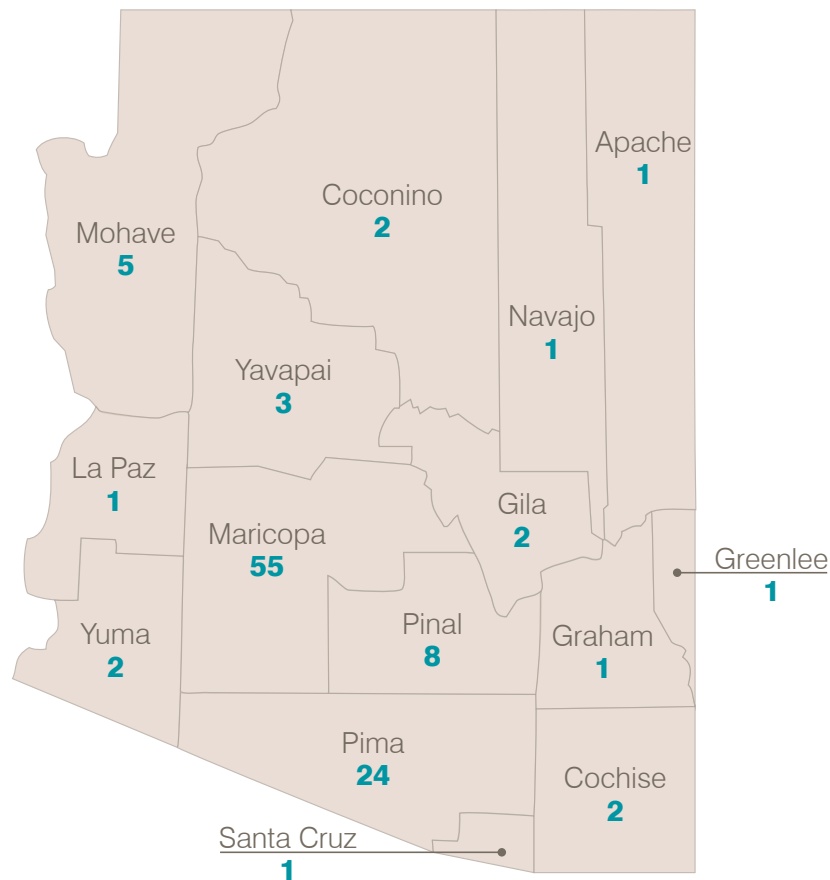 Apache
1
Coconino
2
Mohave
5
Navajo
1
Yavapai
3
La Paz
1
Gila
2
Maricopa
55
Greenlee
1
Pinal
8
Yuma
2
Graham
1
Pima
24
Cochise
2
Santa Cruz
1